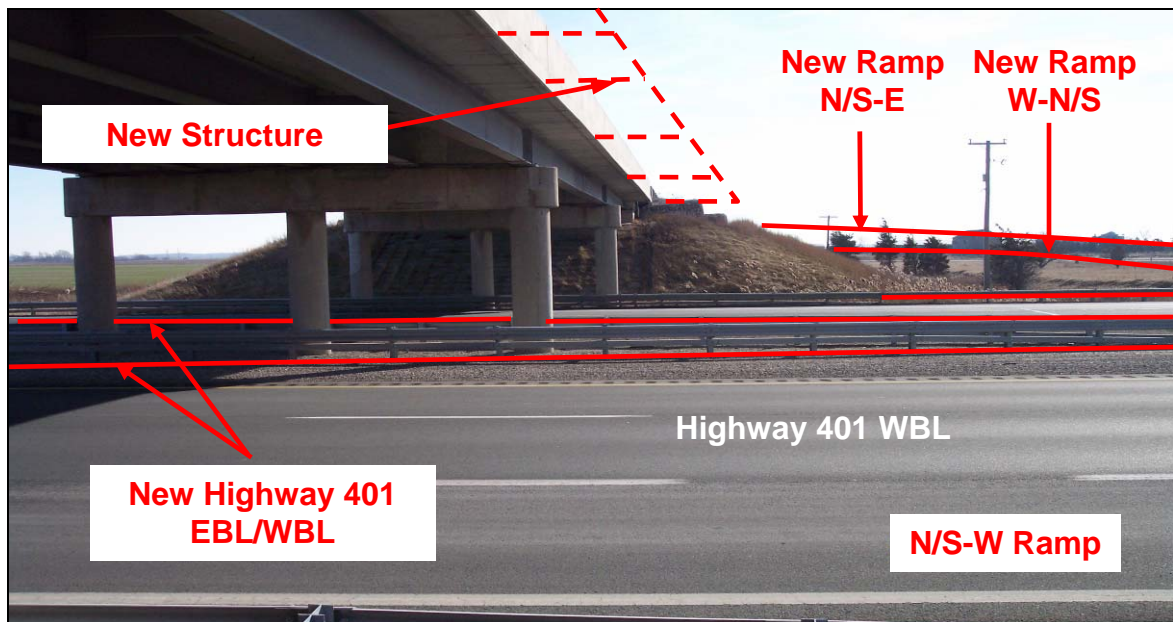 New Ramp
N/S-E
New Ramp
W-N/S
New Structure
Highway 401 WBL
New Highway 401
EBL/WBL
N/S-W Ramp